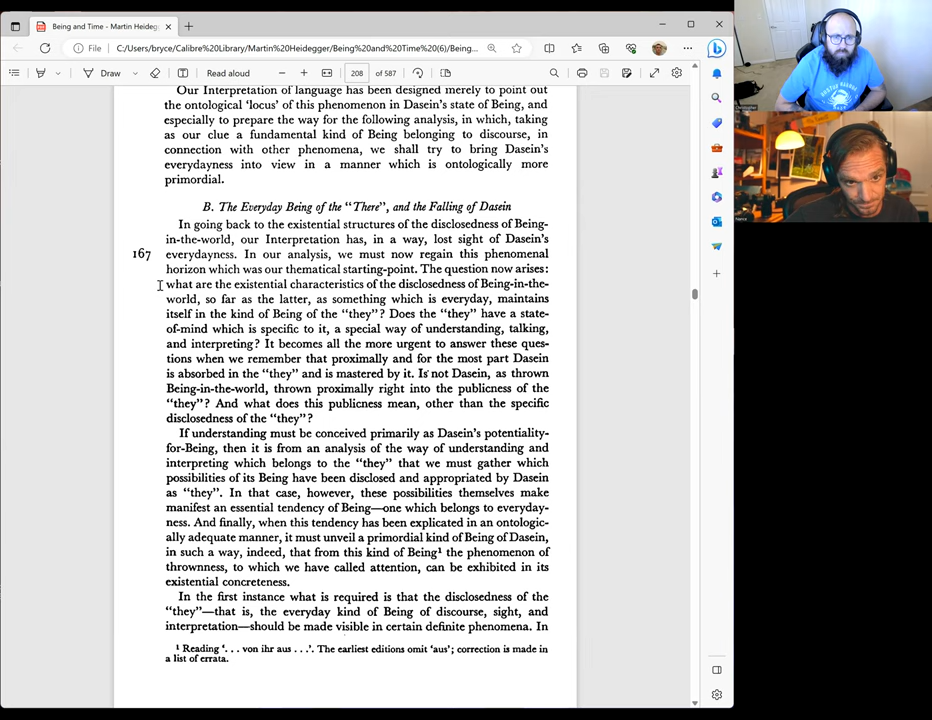 Being and Time - Martin Heideg
File
C:/Users/bryce/Calibre%20Library/Martin%20Heidegger/Being%20and%20Time%20(6)/Being...
Draw
Read aloud
208
of 587
Our Interpretation of language has been designed merely to point out
the ontological 'locus' of this phenomenon in Dasein's state of Being, and
especially to prepare the way for the following analysis, in which, taking
as our clue a fundamental kind of Being belonging to discourse, in
connection with other phenomena, we shall try to bring Dasein's
everydayness into view in a manner which is ontologically more
primordial.
B. The Everyday Being of the "There", and the Falling of Dasein
In going back to the existential structures of the disclosedness of Being-
in-the-world, our Interpretation has, in a way, lost sight of Dasein's
167 everydayness. In our analysis, we must now regain this phenomenal
horizon which was our thematical starting-point. The question now arises:
what are the existential characteristics of the disclosedness of Being-in-the-
world, so far as the latter, as something which is everyday, maintains
itself in the kind of Being of the "they"? Does the "they" have a state-
of-mind which is specific to it, a special way of understanding, talking,
and interpreting? It becomes all the more urgent to answer these ques-
tions when we remember that proximally and for the most part Dasein
is absorbed in the "they" and is mastered by it. Is not Dasein, as thrown
Being-in-the-world, thrown proximally right into the publicness of the
"they"? And what does this publicness mean, other than the specific
disclosedness of the "they"?
If understanding must be conceived primarily as Dasein's potentiality-
for-Being, then it is from an analysis of the way of understanding and
interpreting which belongs to the "they" that we must gather which
possibilities of its Being have been disclosed and appropriated by Dasein
as "they". In that case, however, these possibilities themselves make
manifest an essential tendency of Being—one which belongs to everyday-
ness. And finally, when this tendency has been explicated in an ontologic-
ally adequate manner, it must unveil a primordial kind of Being of Dasein,
in such a way, indeed, that from this kind of Being¹ the phenomenon of
thrownness, to which we have called attention, can be exhibited in its
existential concreteness.
In the first instance what is required is that the disclosedness of the
"they"—that is, the everyday kind of Being of discourse, sight, and
interpretation—should be made visible in certain definite phenomena. In
¹ Reading '. . . von ihr aus . . .'. The earliest editions omit 'aus'; correction is made in
a list of errata.